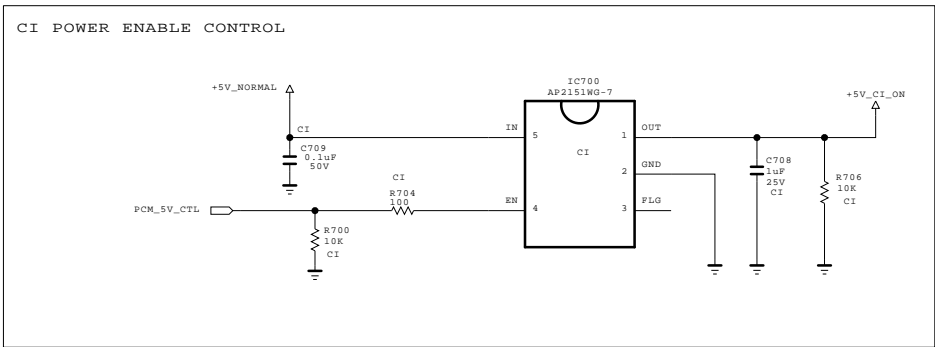 CI POWER ENABLE CONTROL
IC700
AP2151WG-7
+5V_NORMAL
+5V_CI_ON
CI
IN
5
1
OUT
C709
0.1uF
50V
CI
2
GND
C708
1uF
25V
CI
R706
10K
CI
CI
R704
100
PCM_5V_CTL
EN
4
3
FLG
R700
10K
CI